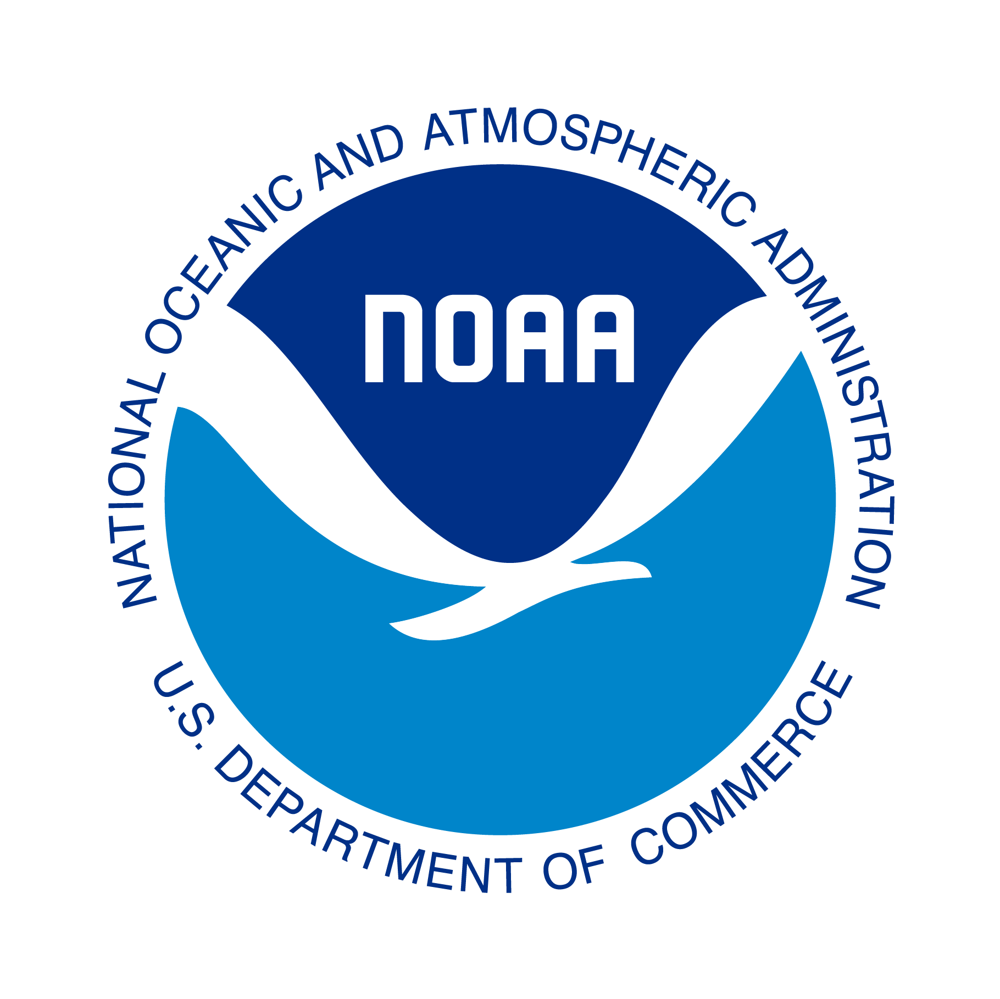 NATIONAL OCEANIC AND ATMOSPHERIC ADMINISTRATION
NOAA
U.S. DEPARTMENT OF COMMERCE